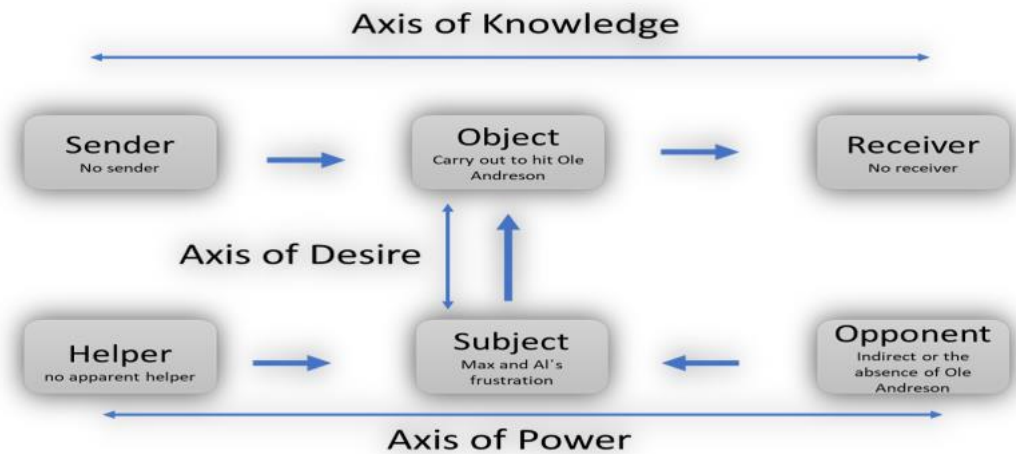 Axis of Knowledge
Sender
No sender
Object
Carry out to hit Ole
Andreson
Receiver
No receiver
Axis of Desire
Helper
no apparent helper
Subject
Max and Al's
frustration
Opponent
Indirect or the
absence of Ole
Andreson
Axis of Power